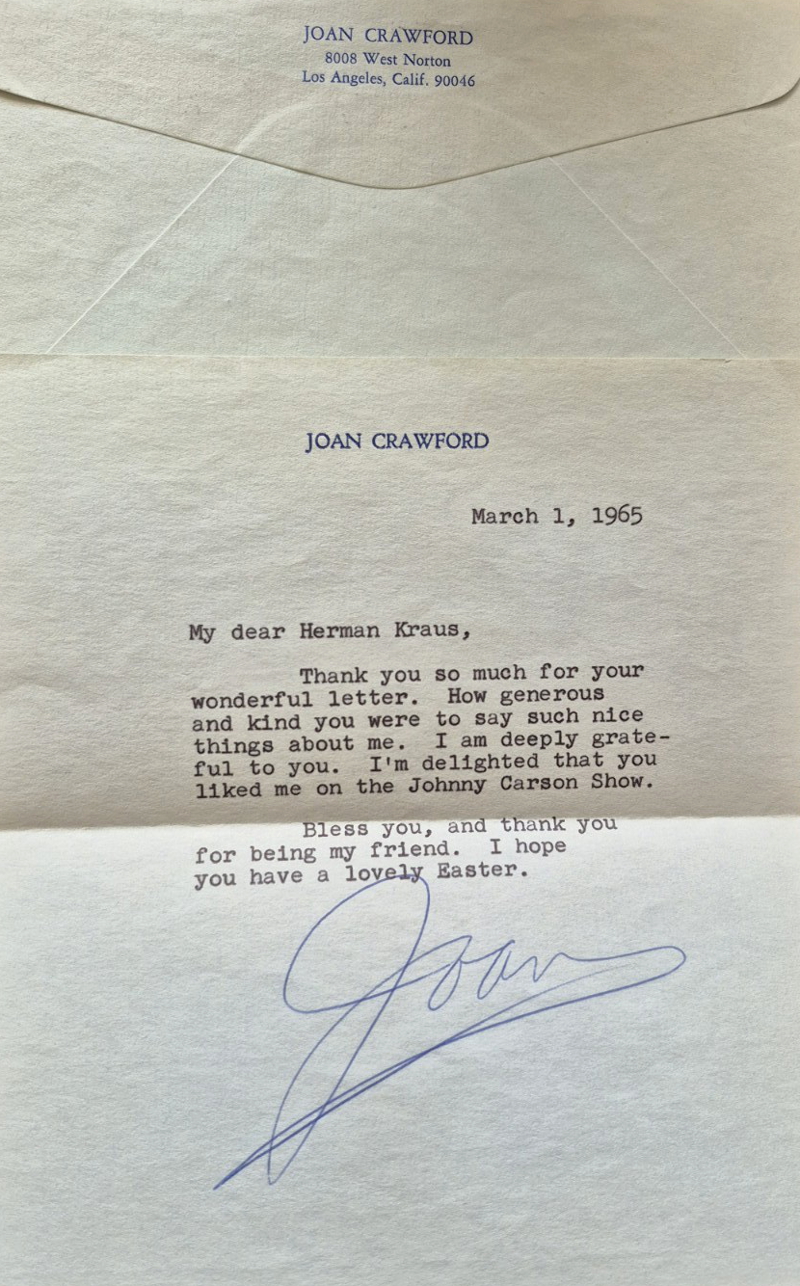 JOAN CRAWFORD
8008 West Norton
Los Angeles, Calif. 90046
JOAN CRAWFORD
March 1, 1965
My dear Herman Kraus,
Thank you so much for your
wonderful letter. How generous
and kind you were to say such nice
things about me. I am deeply grate-
ful to you. I'm delighted that you
liked me on the Johnny Carson Show.
Bless you, and thank you
for being my friend. I hope
you have a lovely Easter.
Joan